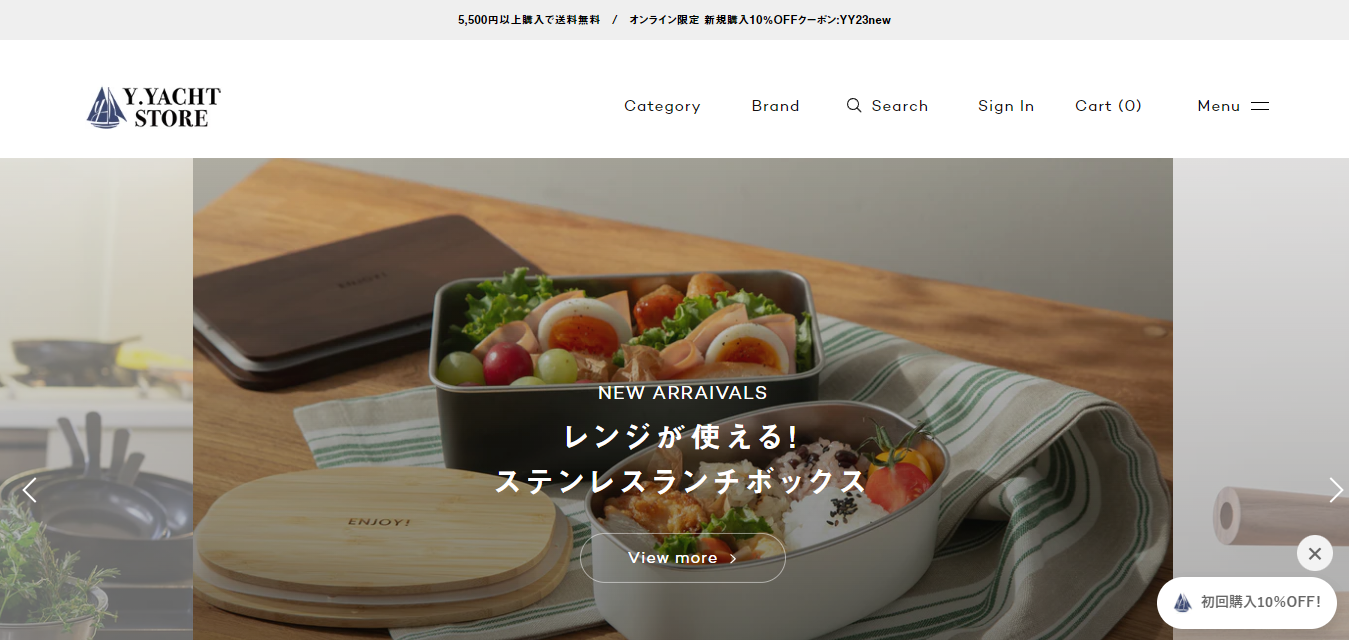 5,500円以上購入で送料無料 / オンライン限定 新規購入10%OFFクーポン:YY23new
Y.YACHT
STORE
Category Brand Search Sign In Cart (0) Menu
ENJOY!
NEW ARRAIVALS
レンジが使える!
ステンレスランチボックス
ENJOY!
View more
初回購入10%OFF!